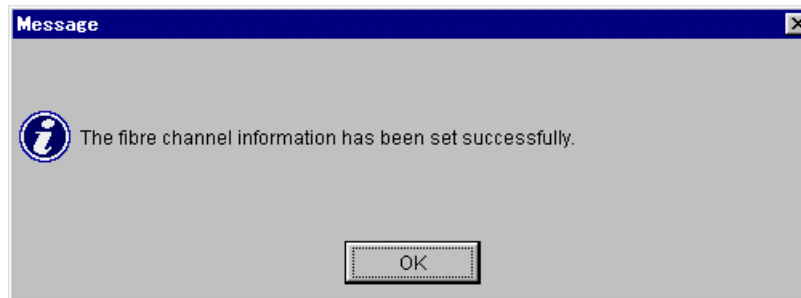 Message
The fibre channel information has been set successfully.
OK